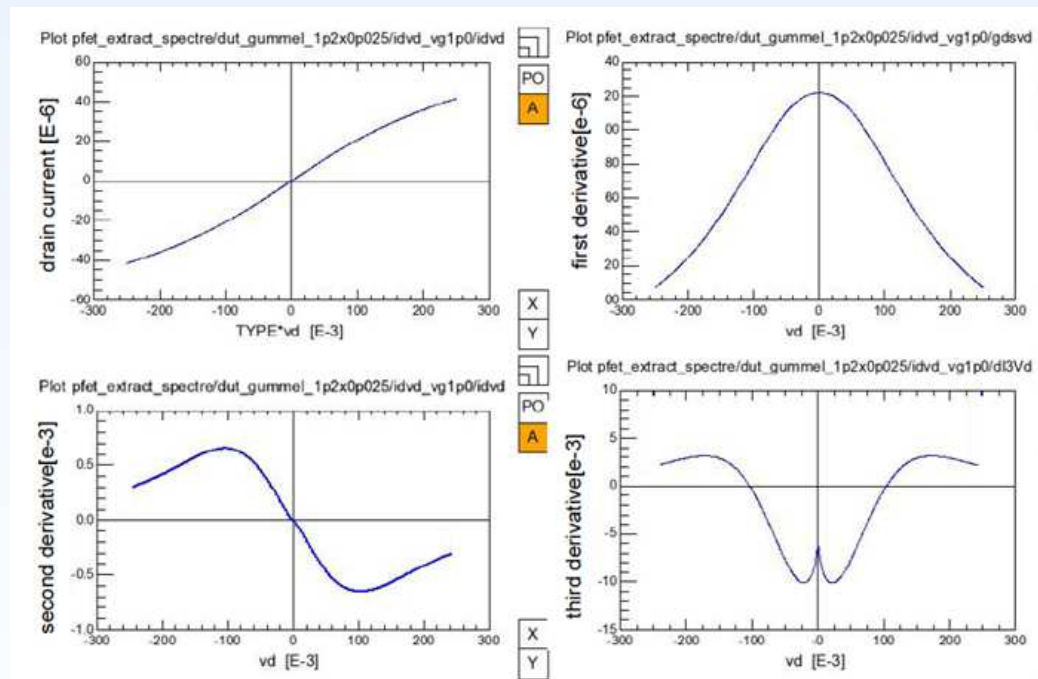 Plot pfet_extract_spectre/dut_gummel_1p2x0p025/idvd_vg1p0/idvd
60
40
20
0
-20
-40
-60
drain current [E-6]
-300 -200 -100 0 100 200 300
TYPE*vd [E-3]
PO
A
X
Y
Plot pfet_extract_spectre/dut_gummel_1p2x0p025/idvd_vg1p0/gdsvd
40
20
00
80
60
40
20
00
first derivative[e-6]
-300 -200 -100 0 100 200 300
vd [E-3]
Plot pfet_extract_spectre/dut_gummel_1p2x0p025/idvd_vg1p0/idvd
1.0
0.5
0.0
-0.5
-1.0
second derivative[e-3]
-300 -200 -100 0 100 200 300
vd [E-3]
PO
A
X
Y
Plot pfet_extract_spectre/dut_gummel_1p2x0p025/idvd_vg1p0/dI3Vd
10
5
0
-5
-10
-15
third derivative[e-3]
-300 -200 -100 -0 100 200 300
vd [E-3]